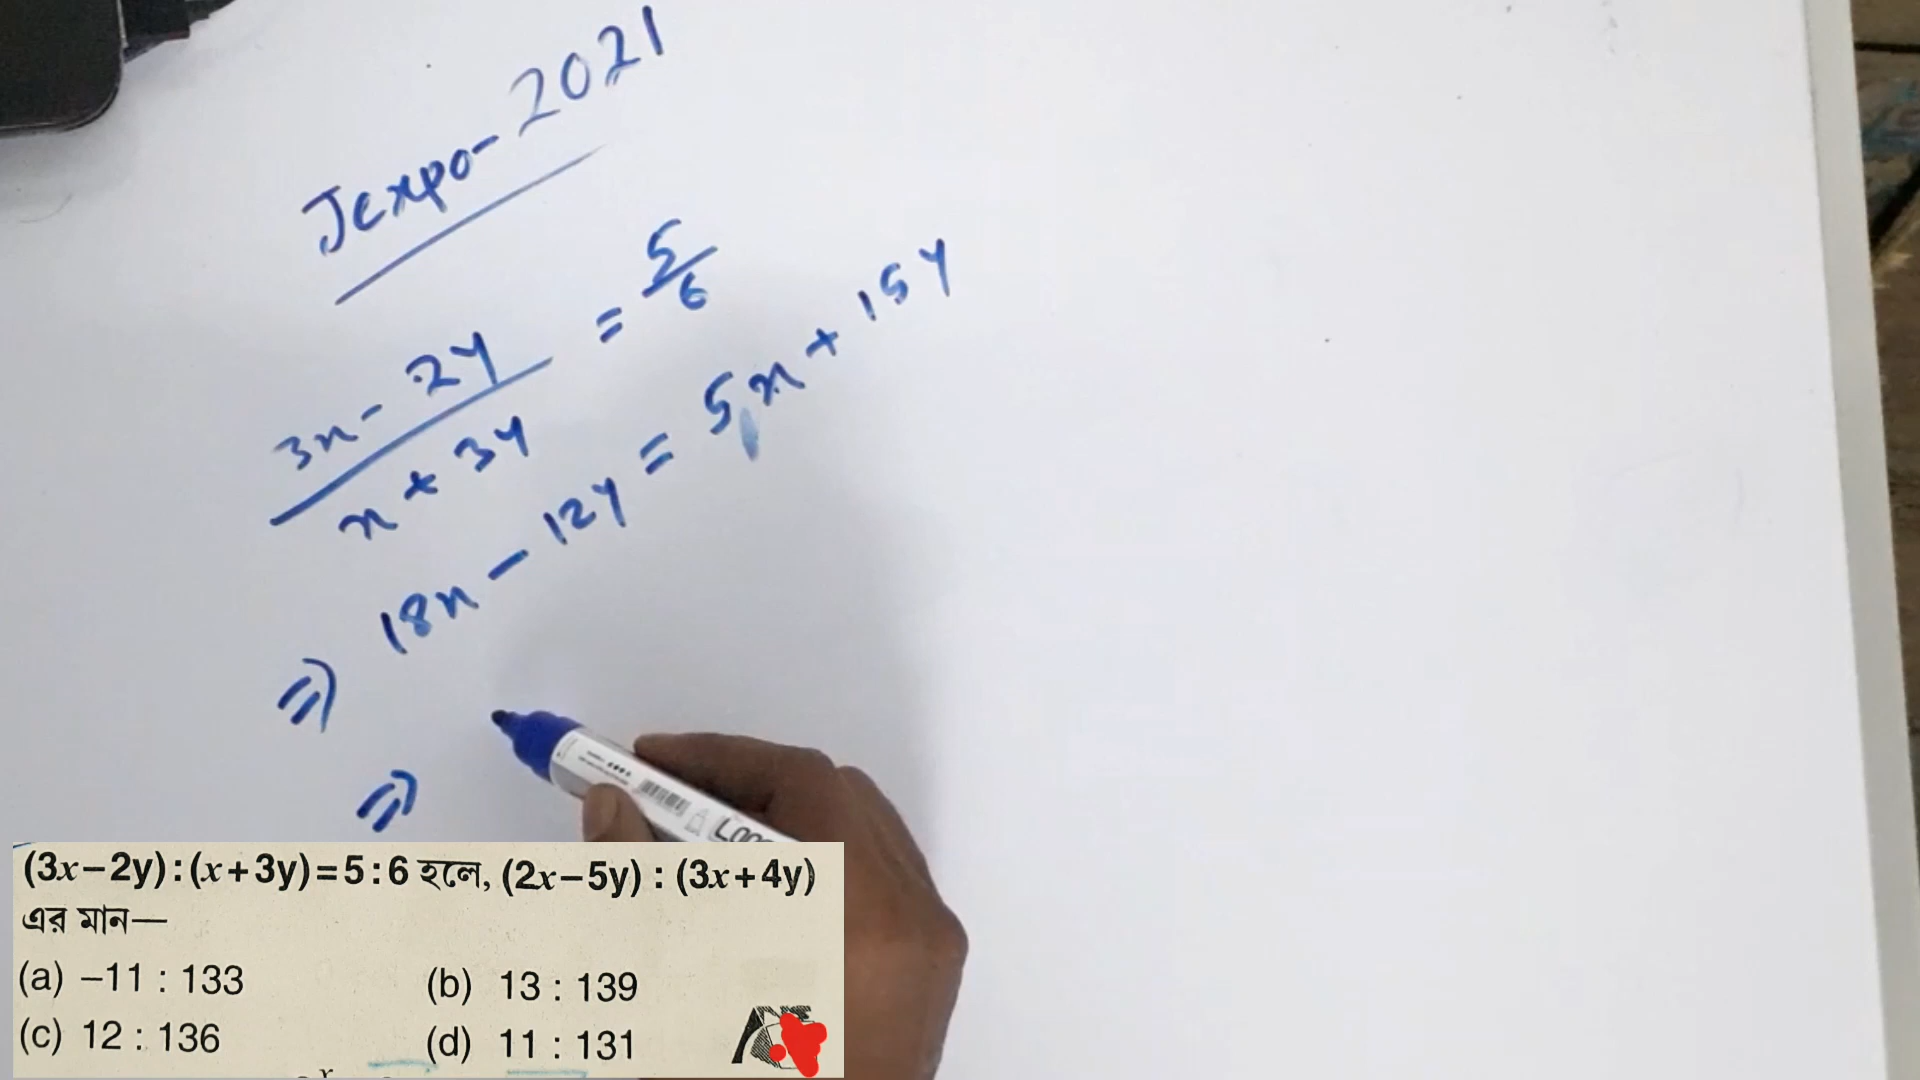 Jexpo-2021
3x - 2y / x + 3y = 5/6
⇒ 18x - 12y = 5x + 15y
⇒
(3x−2y):(x+3y)=5:6 হলে, (2x−5y) : (3x+4y)
এর মান—
(a) −11 : 133 (b) 13 : 139
(c) 12 : 136 (d) 11 : 131